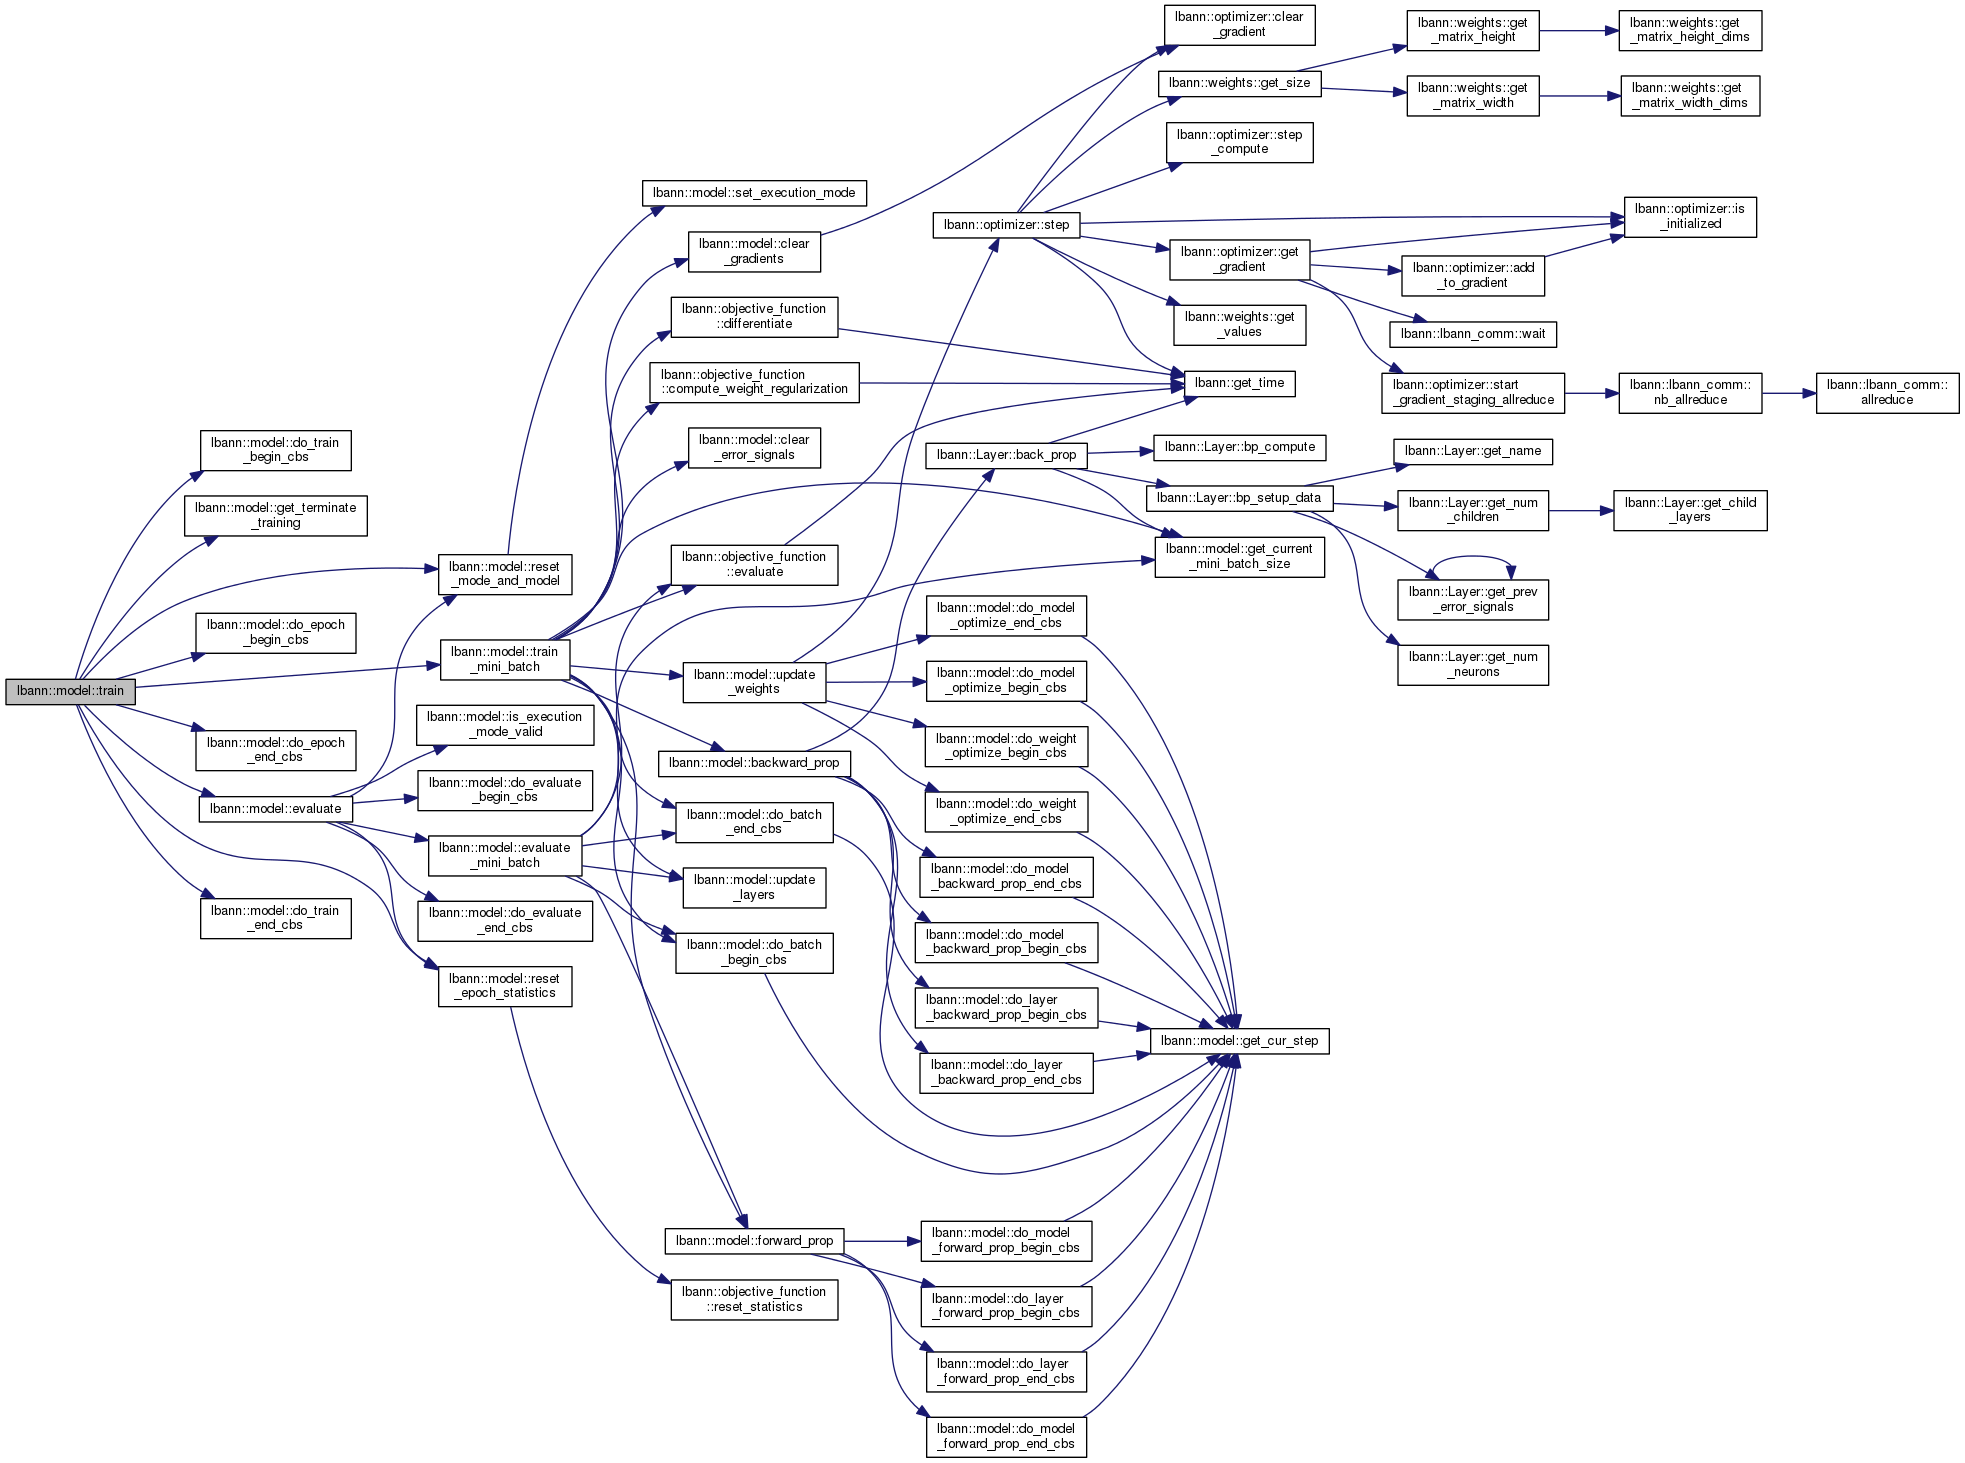 lbann::model::train
lbann::model::do_train
_begin_cbs
lbann::model::get_terminate
_training
lbann::model::do_epoch
_begin_cbs
lbann::model::do_epoch
_end_cbs
lbann::model::evaluate
lbann::model::do_train
_end_cbs
lbann::model::reset
_mode_and_model
lbann::model::train
_mini_batch
lbann::model::is_execution
_mode_valid
lbann::model::do_evaluate
_begin_cbs
lbann::model::evaluate
_mini_batch
lbann::model::do_evaluate
_end_cbs
lbann::model::reset
_epoch_statistics
lbann::model::set_execution_mode
lbann::model::clear
_gradients
lbann::objective_function
::differentiate
lbann::objective_function
::compute_weight_regularization
lbann::model::clear
_error_signals
lbann::objective_function
::evaluate
lbann::model::update
_weights
lbann::model::backward_prop
lbann::model::do_batch
_end_cbs
lbann::model::update
_layers
lbann::model::do_batch
_begin_cbs
lbann::model::forward_prop
lbann::objective_function
::reset_statistics
lbann::optimizer::step
lbann::Layer::back_prop
lbann::model::do_model
_optimize_end_cbs
lbann::model::do_model
_optimize_begin_cbs
lbann::model::do_weight
_optimize_begin_cbs
lbann::model::do_weight
_optimize_end_cbs
lbann::model::do_model
_backward_prop_end_cbs
lbann::model::do_model
_backward_prop_begin_cbs
lbann::model::do_layer
_backward_prop_begin_cbs
lbann::model::do_layer
_backward_prop_end_cbs
lbann::model::do_model
_forward_prop_begin_cbs
lbann::model::do_layer
_forward_prop_begin_cbs
lbann::model::do_layer
_forward_prop_end_cbs
lbann::model::do_model
_forward_prop_end_cbs
lbann::optimizer::clear
_gradient
lbann::weights::get_size
lbann::optimizer::step
_compute
lbann::optimizer::get
_gradient
lbann::weights::get
_values
lbann::get_time
lbann::Layer::bp_compute
lbann::Layer::bp_setup_data
lbann::model::get_current
_mini_batch_size
lbann::model::get_cur_step
lbann::weights::get
_matrix_height
lbann::weights::get
_matrix_width
lbann::optimizer::add
_to_gradient
lbann::lbann_comm::wait
lbann::optimizer::start
_gradient_staging_allreduce
lbann::Layer::get_name
lbann::Layer::get_num
_children
lbann::Layer::get_prev
_error_signals
lbann::Layer::get_num
_neurons
lbann::weights::get
_matrix_height_dims
lbann::weights::get
_matrix_width_dims
lbann::optimizer::is
_initialized
lbann::lbann_comm::
nb_allreduce
lbann::Layer::get_child
_layers
lbann::lbann_comm::
allreduce